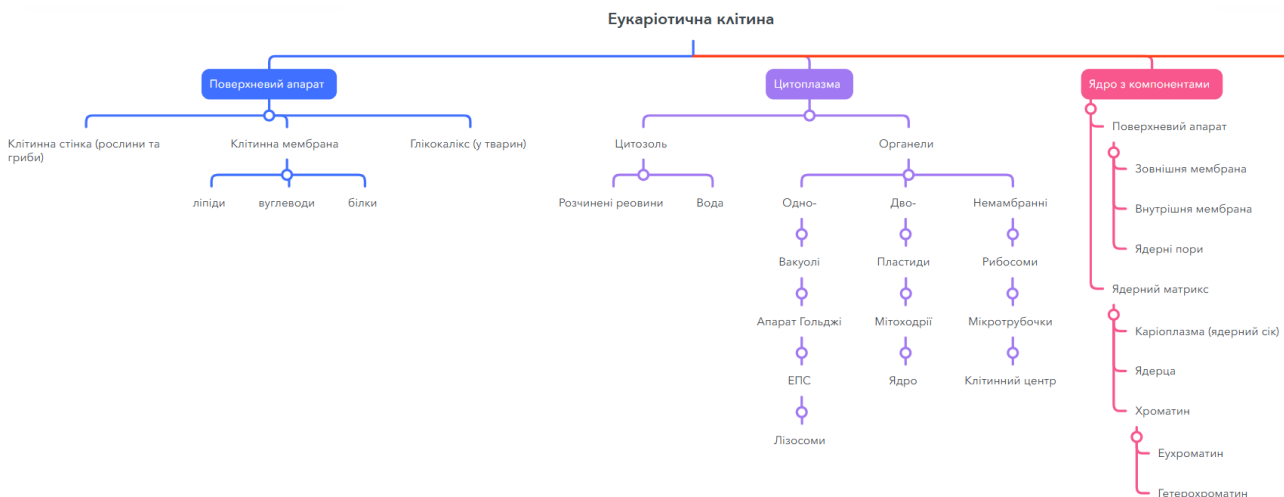 Еукаріотична клітина
Поверхневий апарат
Цитоплазма
Ядро з компонентами
Клітинна стінка (рослини та
гриби)
Клітинна мембрана
Глікокалікс (у тварин)
Цитозоль
Органели
Поверхневий апарат
Зовнішня мембрана
ліпіди
вуглеводи
білки
Розчинені реовини
Вода
Одно-
Дво-
Немамбранні
Внутрішня мембрана
Ядерні пори
Вакуолі
Пластиди
Рибосоми
Ядерний матрикс
Апарат Гольджі
Мітоходрії
Мікротрубочки
Каріоплазма (ядерний сік)
Ядерца
ЕПС
Ядро
Клітинний центр
Хроматин
Лізосоми
Еухроматин
Гетерохроматин